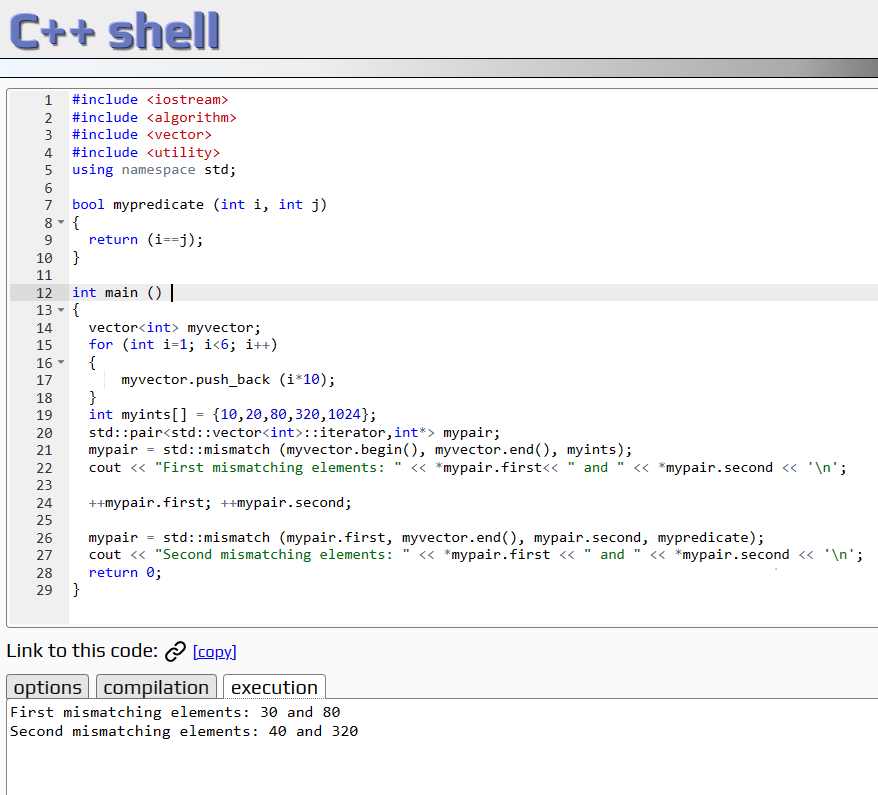 C++ shell
1 #include <iostream>
2 #include <algorithm>
3 #include <vector>
4 #include <utility>
5 using namespace std;
6
7 bool mypredicate (int i, int j)
8 {
9   return (i==j);
10 }
11
12 int main ()
13 {
14   vector<int> myvector;
15   for (int i=1; i<6; i++)
16   {
17       myvector.push_back (i*10);
18   }
19   int myints[] = {10,20,80,320,1024};
20   std::pair<std::vector<int>::iterator,int*> mypair;
21   mypair = std::mismatch (myvector.begin(), myvector.end(), myints);
22   cout << "First mismatching elements: " << *mypair.first<< " and " << *mypair.second << '\n';
23
24   ++mypair.first; ++mypair.second;
25
26   mypair = std::mismatch (mypair.first, myvector.end(), mypair.second, mypredicate);
27   cout << "Second mismatching elements: " << *mypair.first << " and " << *mypair.second << '\n';
28   return 0;
29 }
Link to this code: [copy]
options compilation execution
First mismatching elements: 30 and 80
Second mismatching elements: 40 and 320